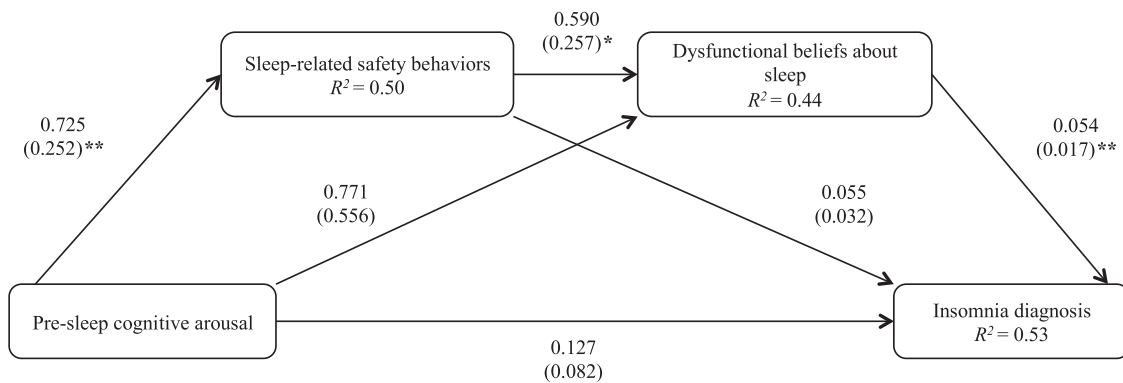 0.590
(0.257)*
Sleep-related safety behaviors
R² = 0.50
Dysfunctional beliefs about
sleep
R² = 0.44
0.725
(0.252)**
0.054
(0.017)**
0.771
(0.556)
0.055
(0.032)
Pre-sleep cognitive arousal
Insomnia diagnosis
R² = 0.53
0.127
(0.082)